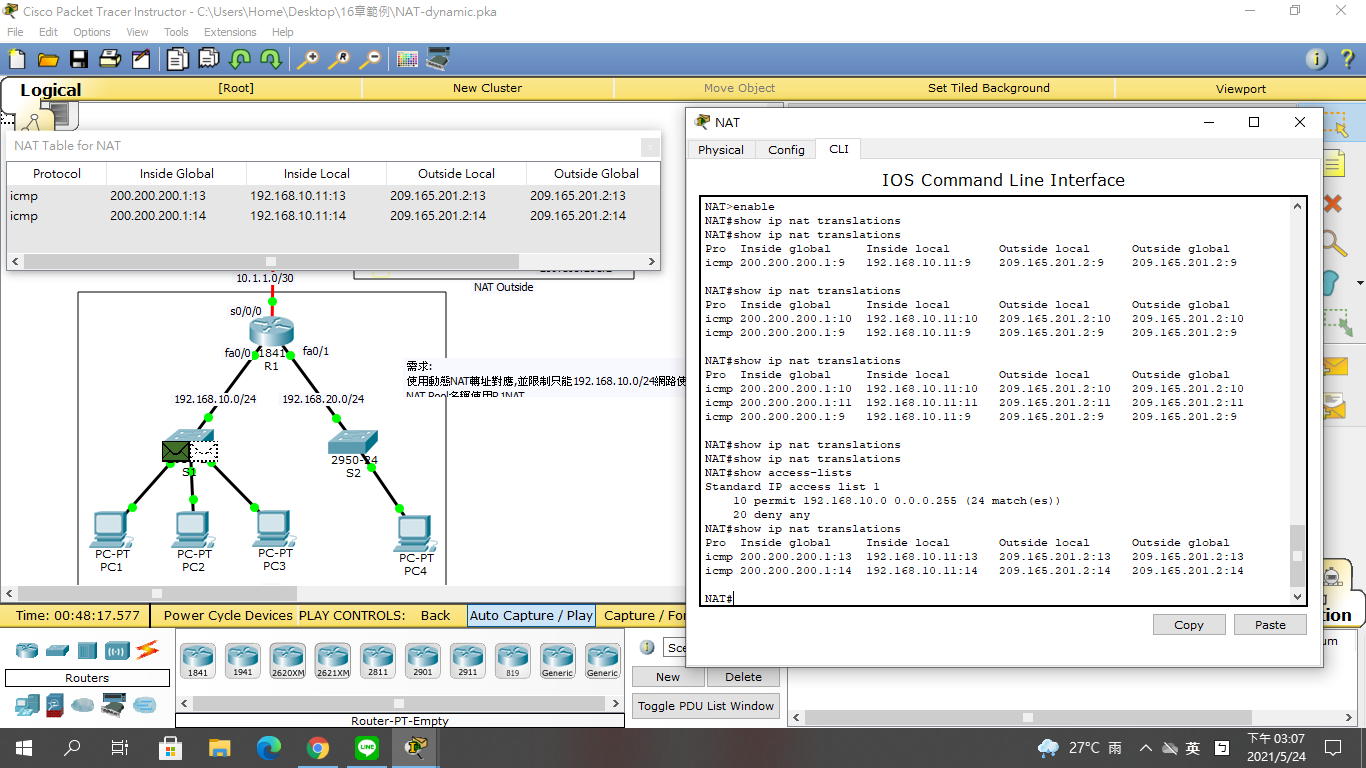 Cisco Packet Tracer Instructor - C:\Users\Home\Desktop\16章範例\NAT-dynamic.pka
File Edit Options View Tools Extensions Help
Logical [Root] New Cluster Move Object Set Tiled Background Viewport
NAT Table for NAT
Protocol Inside Global Inside Local Outside Local Outside Global
icmp 200.200.200.1:13 192.168.10.11:13 209.165.201.2:13 209.165.201.2:13
icmp 200.200.200.1:14 192.168.10.11:14 209.165.201.2:14 209.165.201.2:14
10.1.1.0/30
NAT Outside
s0/0/0
fa0/0 1841 fa0/1
R1
需求:
使用動態NAT轉址對應,並限制只能192.168.10.0/24網路使
NAT Pool名稱使用R1NAT
192.168.10.0/24 192.168.20.0/24
2950-24
S1 S2
PC-PT PC-PT PC-PT PC-PT
PC1 PC2 PC3 PC4
NAT
Physical Config CLI
IOS Command Line Interface
NAT>enable
NAT#show ip nat translations
NAT#show ip nat translations
Pro Inside global Inside local Outside local Outside global
icmp 200.200.200.1:9 192.168.10.11:9 209.165.201.2:9 209.165.201.2:9
NAT#show ip nat translations
Pro Inside global Inside local Outside local Outside global
icmp 200.200.200.1:10 192.168.10.11:10 209.165.201.2:10 209.165.201.2:10
icmp 200.200.200.1:9 192.168.10.11:9 209.165.201.2:9 209.165.201.2:9
NAT#show ip nat translations
Pro Inside global Inside local Outside local Outside global
icmp 200.200.200.1:10 192.168.10.11:10 209.165.201.2:10 209.165.201.2:10
icmp 200.200.200.1:11 192.168.10.11:11 209.165.201.2:11 209.165.201.2:11
icmp 200.200.200.1:9 192.168.10.11:9 209.165.201.2:9 209.165.201.2:9
NAT#show ip nat translations
NAT#show ip nat translations
NAT#show access-lists
Standard IP access list 1
10 permit 192.168.10.0 0.0.0.255 (24 match(es))
20 deny any
NAT#show ip nat translations
Pro Inside global Inside local Outside local Outside global
icmp 200.200.200.1:13 192.168.10.11:13 209.165.201.2:13 209.165.201.2:13
icmp 200.200.200.1:14 192.168.10.11:14 209.165.201.2:14 209.165.201.2:14
NAT#
Copy Paste
Time: 00:48:17.577 Power Cycle Devices PLAY CONTROLS: Back Auto Capture / Play Capture / For
Routers
1841 1941 2620XM 2621XM 2811 2901 2911 819 Generic Generic
Router-PT-Empty
Sce
New Delete
Toggle PDU List Window
27°C 雨 英
下午 03:07
2021/5/24